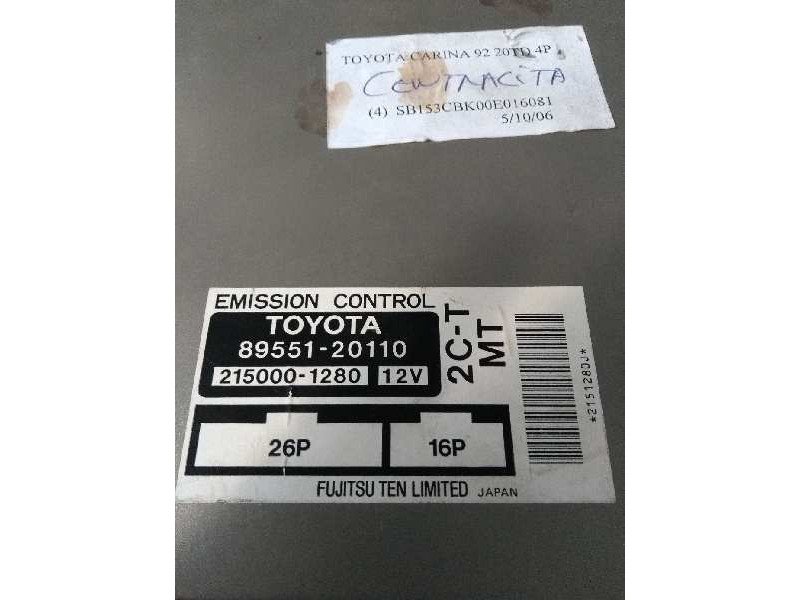 TOYOTA CARINA 92 20TD 4P
CENTRACITA
(4) SB153CBK00E016081
5/10/06
EMISSION CONTROL
TOYOTA
89551-20110
215000-1280 12V
2C-T
MT
26P 16P
FUJITSU TEN LIMITED JAPAN
*2151280J*